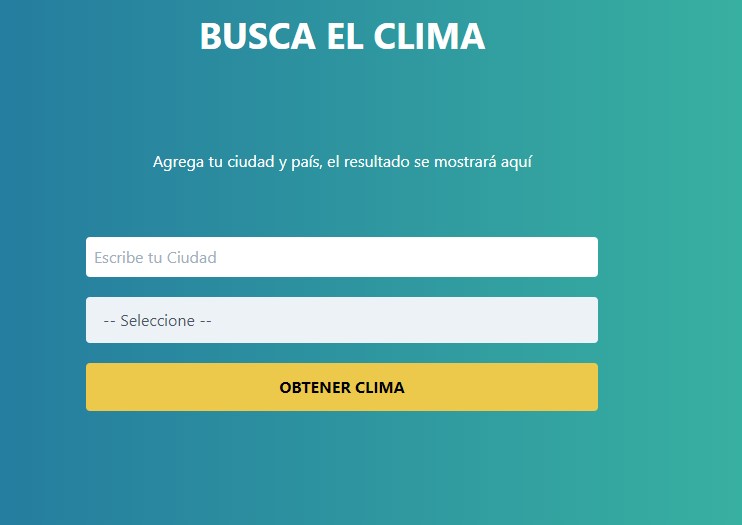 BUSCA EL CLIMA
Agrega tu ciudad y país, el resultado se mostrará aquí
Escribe tu Ciudad
-- Seleccione --
OBTENER CLIMA